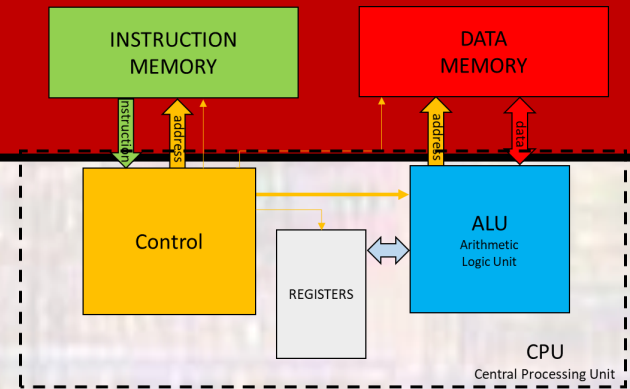 INSTRUCTION
MEMORY
DATA
MEMORY
instruction
address
address
data
Control
ALU
Arithmetic
Logic Unit
REGISTERS
CPU
Central Processing Unit